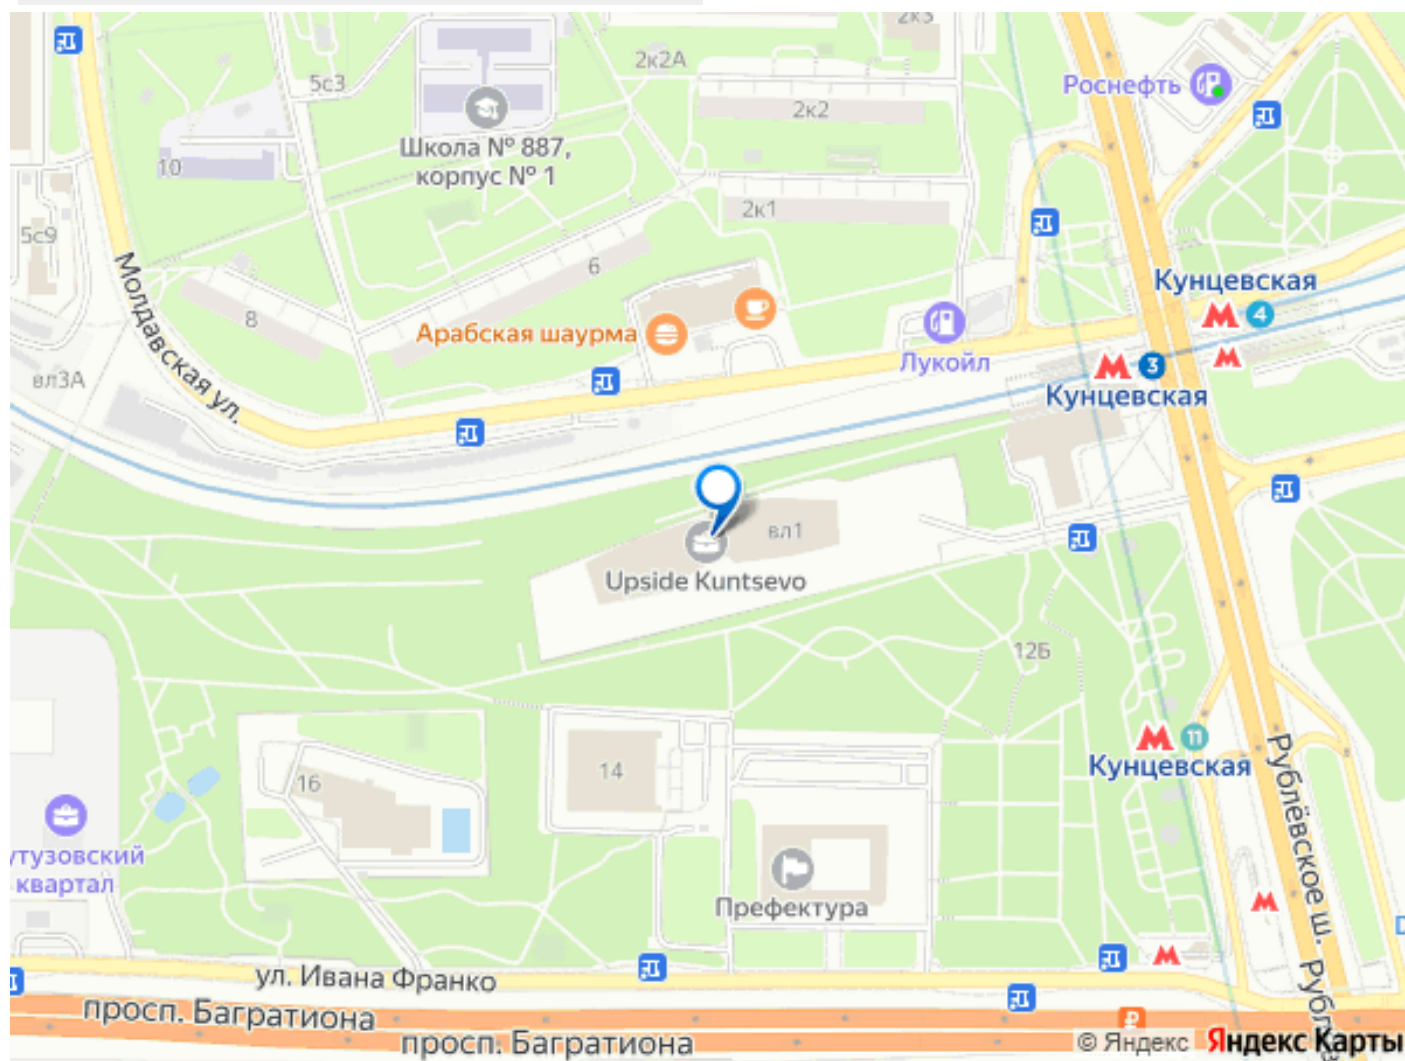 2к3
2к2А
5с3
Роснефть
2к2
Школа № 887,
корпус № 1
10
2к1
5с9
6
Молдавская ул.
Кунцевская
4
8
Арабская шаурма
Лукойл
3
Кунцевская
вл3А
вл1
Upside Kuntsevo
12Б
11
Кунцевская
14
16
Рублёвское ш.
утузовский
квартал
Префектура
ул. Ивана Франко
просп. Багратиона
просп. Багратиона
© Яндекс
Яндекс Карты